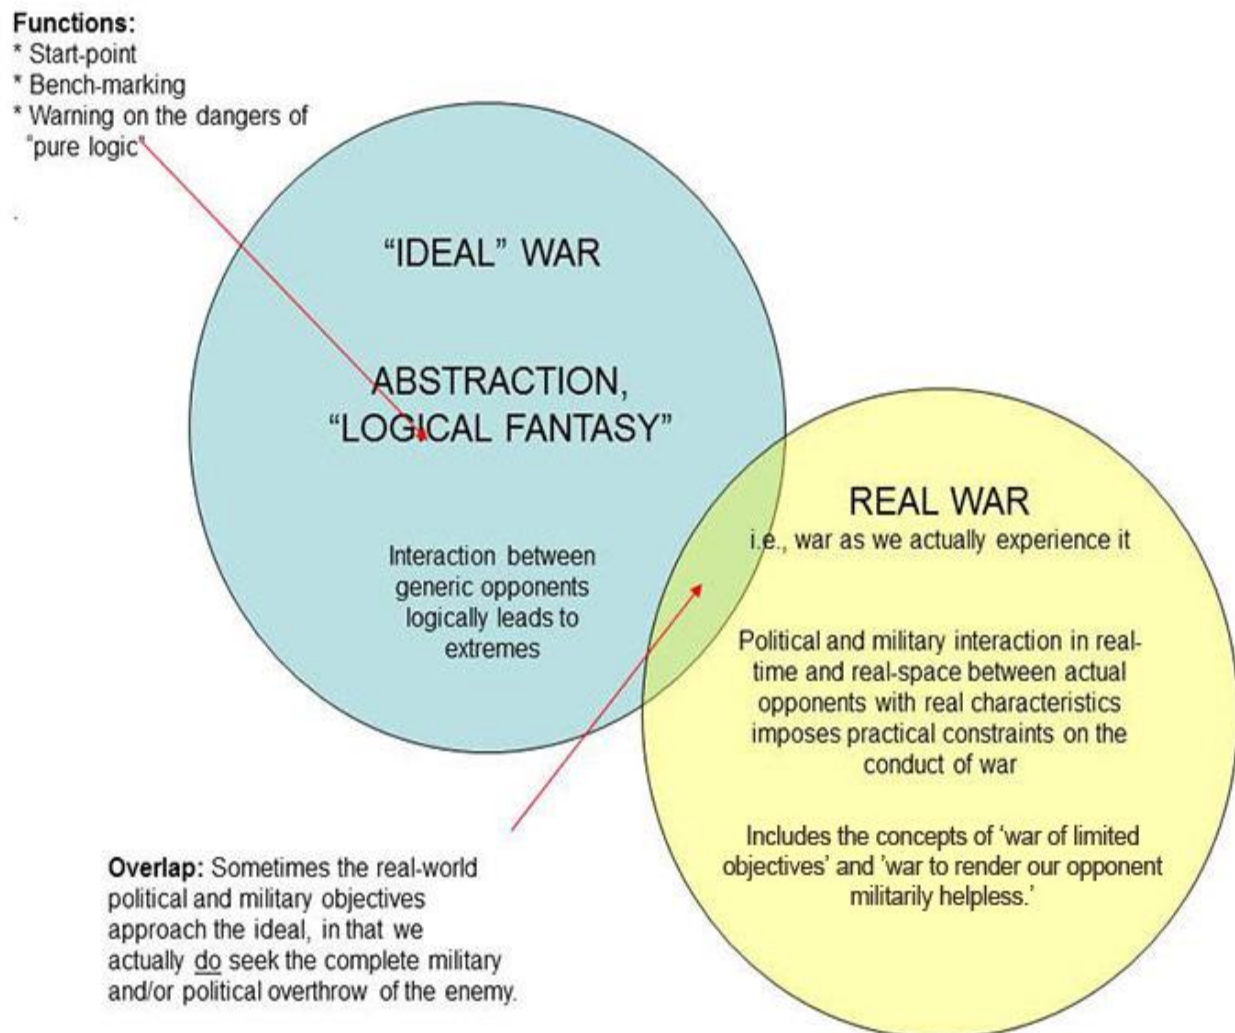 Functions:
* Start-point
* Bench-marking
* Warning on the dangers of
"pure logic"
.
“IDEAL” WAR
ABSTRACTION,
“LOGICAL FANTASY”
Interaction between
generic opponents
logically leads to
extremes
REAL WAR
i.e., war as we actually experience it
Political and military interaction in real-
time and real-space between actual
opponents with real characteristics
imposes practical constraints on the
conduct of war
Includes the concepts of ‘war of limited
objectives’ and ’war to render our opponent
militarily helpless.’
Overlap: Sometimes the real-world
political and military objectives
approach the ideal, in that we
actually do seek the complete military
and/or political overthrow of the enemy.